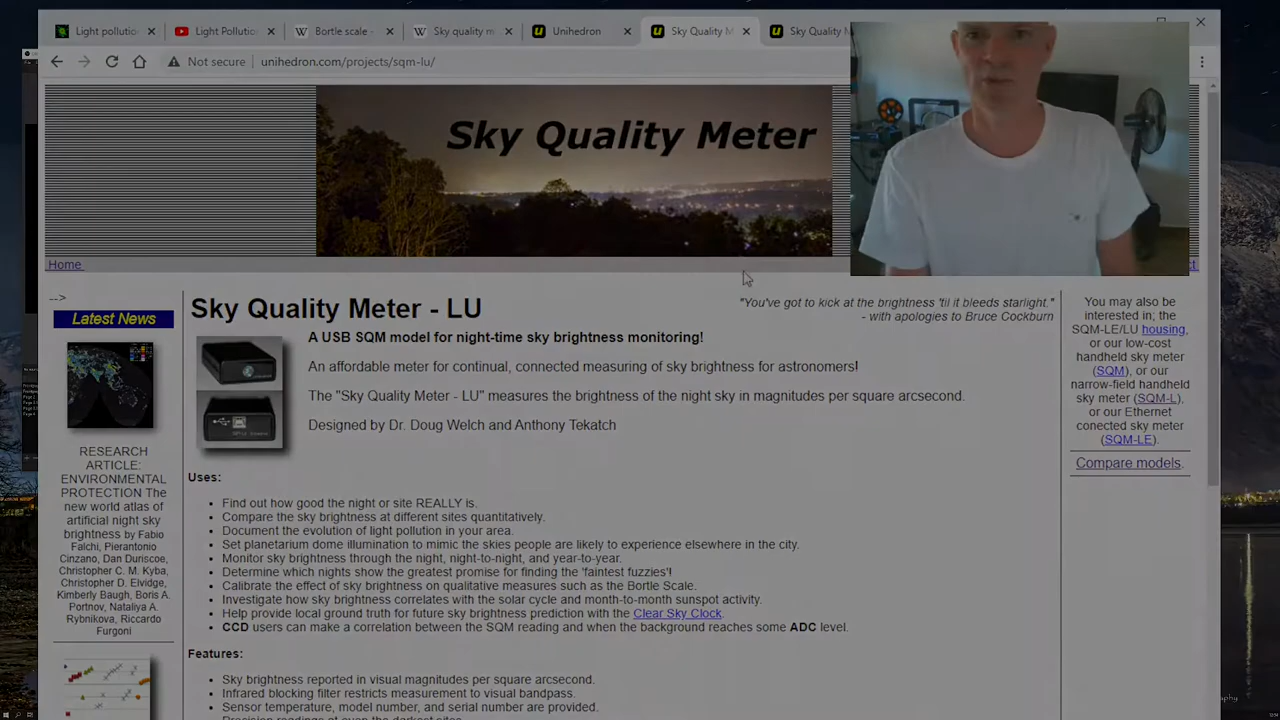 Light pollutio
Light Pollutio
Bortle scale -
Sky quality m
Unihedron
Sky Quality M
Sky Quality M
Not secure
unihedron.com/projects/sqm-lu/
Sky Quality Meter
Home
-->
Latest News
RESEARCH
ARTICLE:
ENVIRONMENTAL
PROTECTION The
new world atlas of
artificial night sky
brightness by Fabio
Falchi, Pierantonio
Cinzano, Dan Duriscoe,
Christopher C. M. Kyba,
Christopher D. Elvidge,
Kimberly Baugh, Boris A.
Portnov, Nataliya A.
Rybnikova, Riccardo
Furgoni
Sky Quality Meter - LU
"You've got to kick at the brightness 'til it bleeds starlight."
- with apologies to Bruce Cockburn
A USB SQM model for night-time sky brightness monitoring!
An affordable meter for continual, connected measuring of sky brightness for astronomers!
The "Sky Quality Meter - LU" measures the brightness of the night sky in magnitudes per square arcsecond.
Designed by Dr. Doug Welch and Anthony Tekatch
Uses:
Find out how good the night or site REALLY is.
Compare the sky brightness at different sites quantitatively.
Document the evolution of light pollution in your area.
Set planetarium dome illumination to mimic the skies people are likely to experience elsewhere in the city.
Monitor sky brightness through the night, night-to-night, and year-to-year.
Determine which nights show the greatest promise for finding the 'faintest fuzzies'!
Calibrate the effect of sky brightness on qualitative measures such as the Bortle Scale.
Investigate how sky brightness correlates with the solar cycle and month-to-month sunspot activity.
Help provide local ground truth for future sky brightness prediction with the Clear Sky Clock.
CCD users can make a correlation between the SQM reading and when the background reaches some ADC level.
Features:
Sky brightness reported in visual magnitudes per square arcsecond.
Infrared blocking filter restricts measurement to visual bandpass.
Sensor temperature, model number, and serial number are provided.
Precision readings at even the darkest sites
You may also be
interested in; the
SQM-LE/LU housing,
or our low-cost
handheld sky meter
(SQM), or our
narrow-field handheld
sky meter (SQM-L),
or our Ethernet
conected sky meter
(SQM-LE).
Compare models.